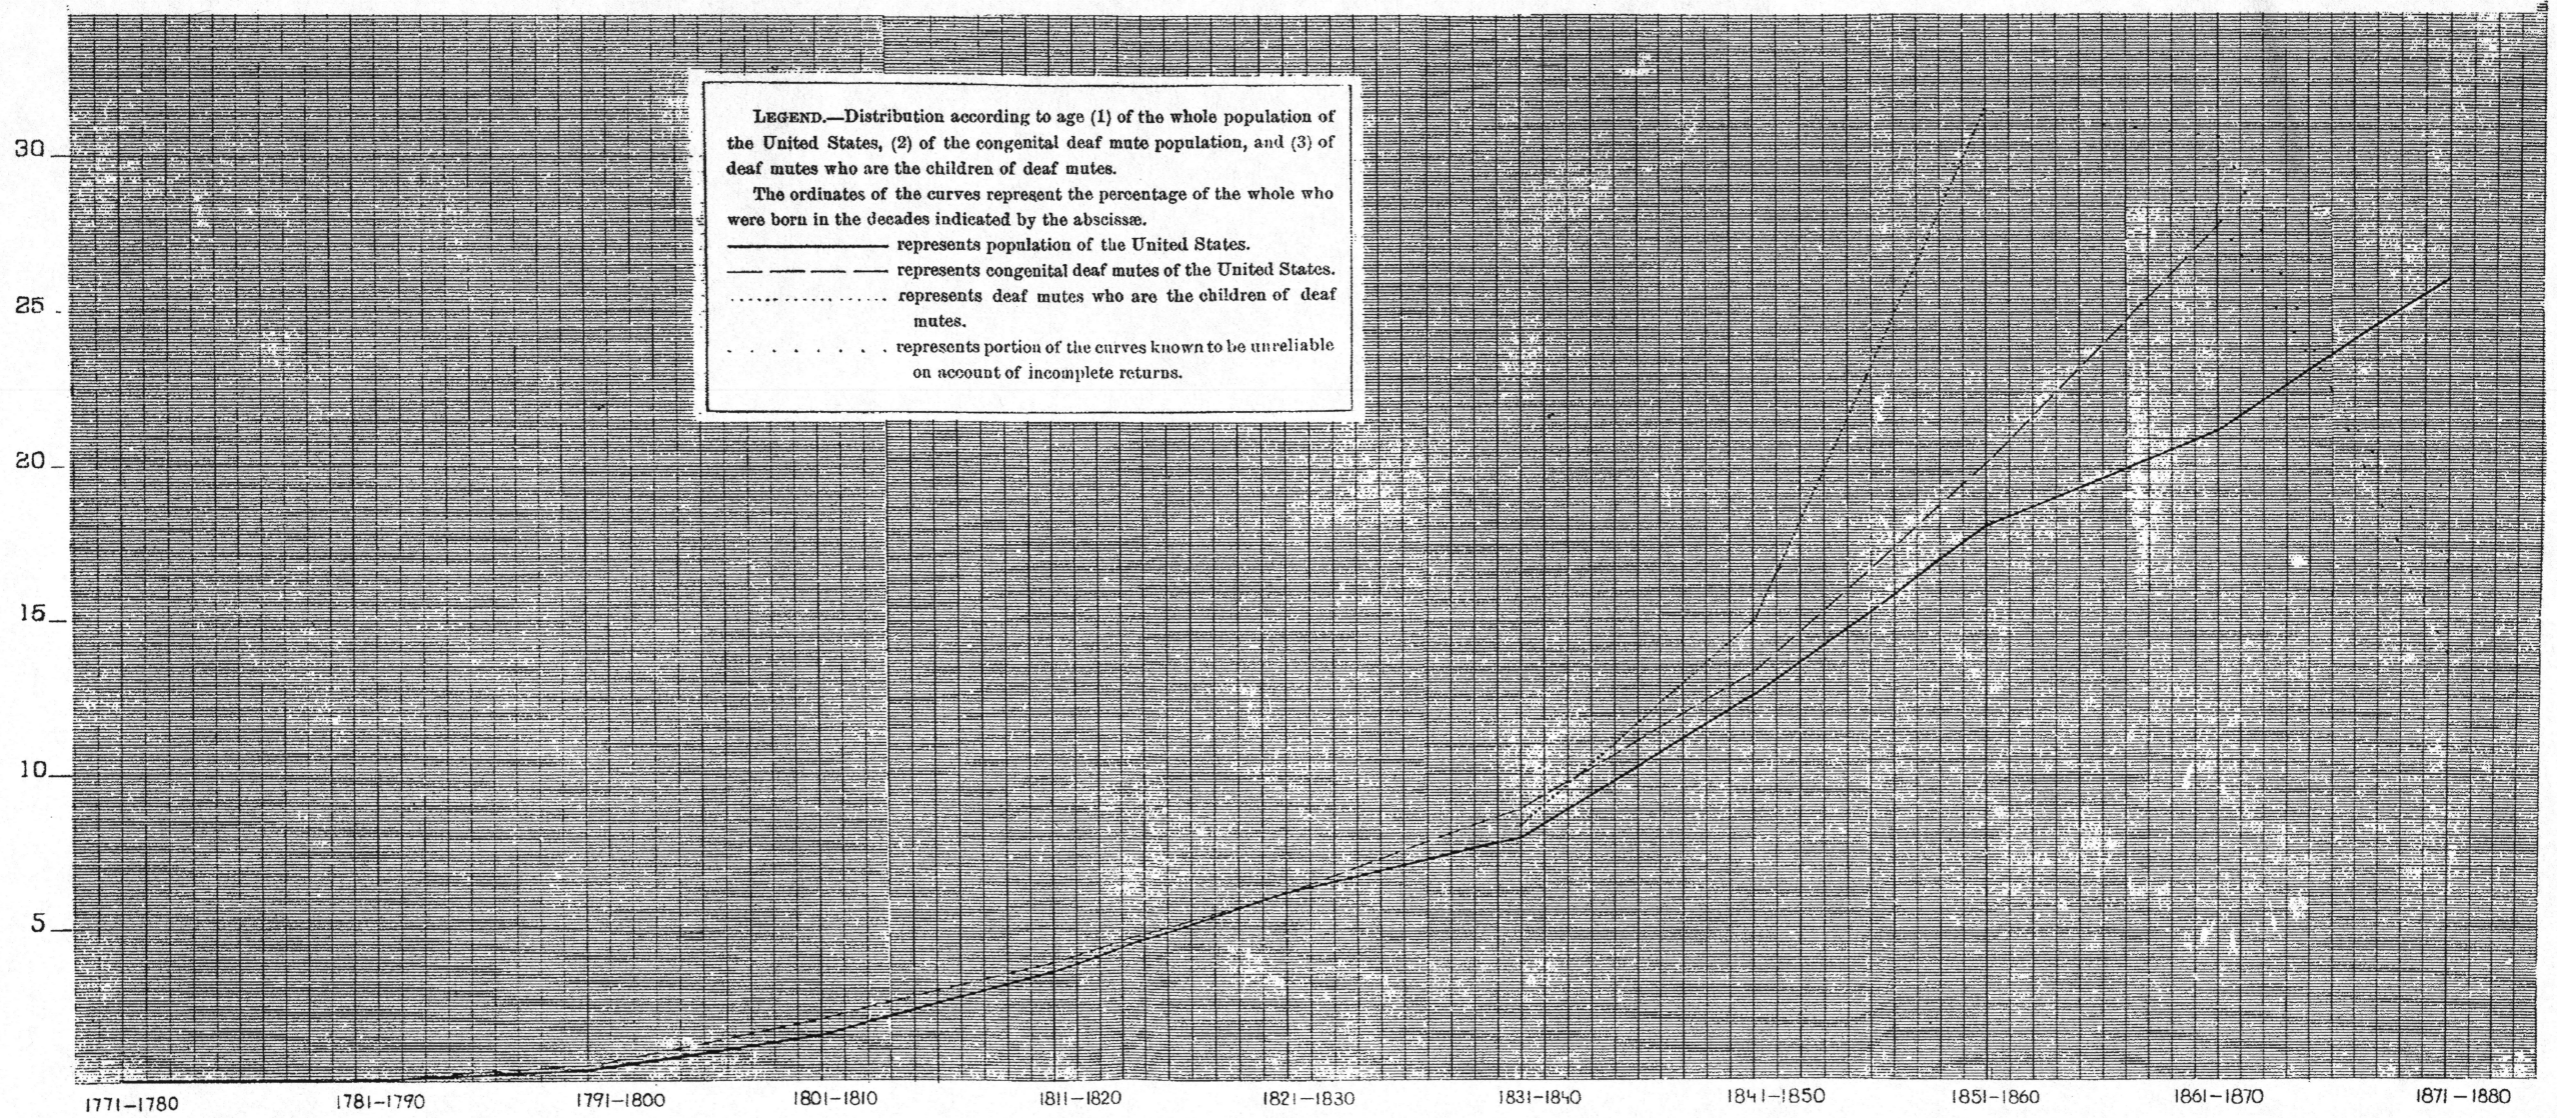 LEGEND.—Distribution according to age (1) of the whole population of
the United States, (2) of the congenital deaf mute population, and (3) of
deaf mutes who are the children of deaf mutes.
The ordinates of the curves represent the percentage of the whole who
were born in the decades indicated by the abscissæ.
represents population of the United States.
represents congenital deaf mutes of the United States.
represents deaf mutes who are the children of deaf
mutes.
represents portion of the curves known to be unreliable
on account of incomplete returns.
30
25
20
15
10
5
1771-1780 1781-1790 1791-1800 1801-1810 1811-1820 1821-1830 1831-1840 1841-1850 1851-1860 1861-1870 1871-1880